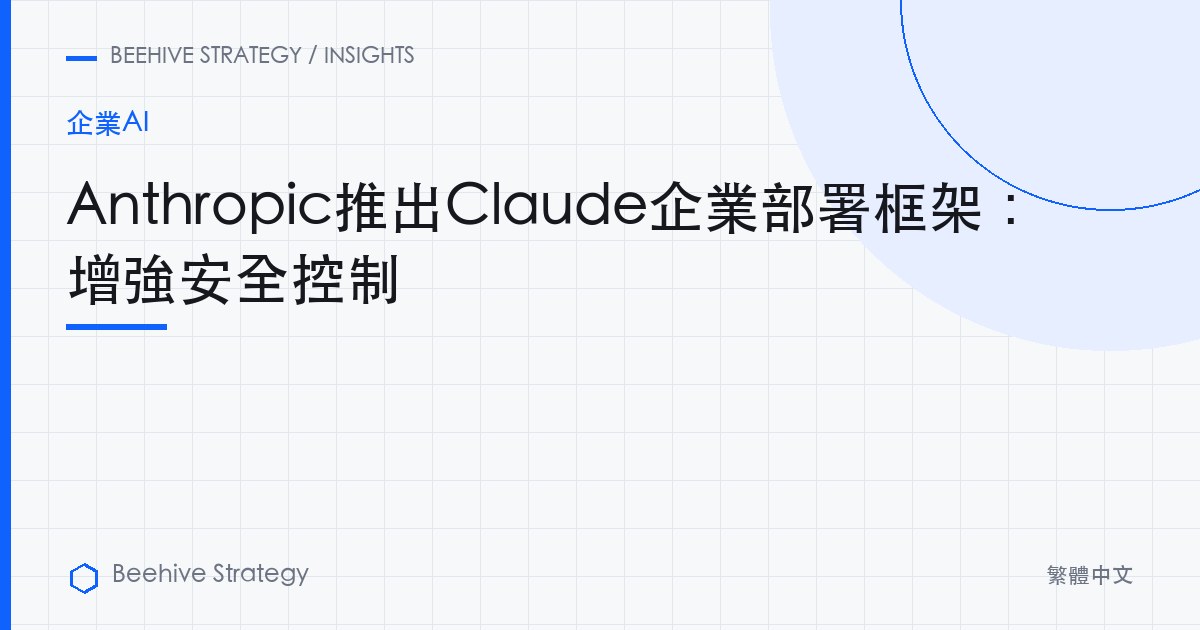 BEEHIVE STRATEGY / INSIGHTS
企業AI
Anthropic推出Claude企業部署框架：
增強安全控制
Beehive Strategy
繁體中文